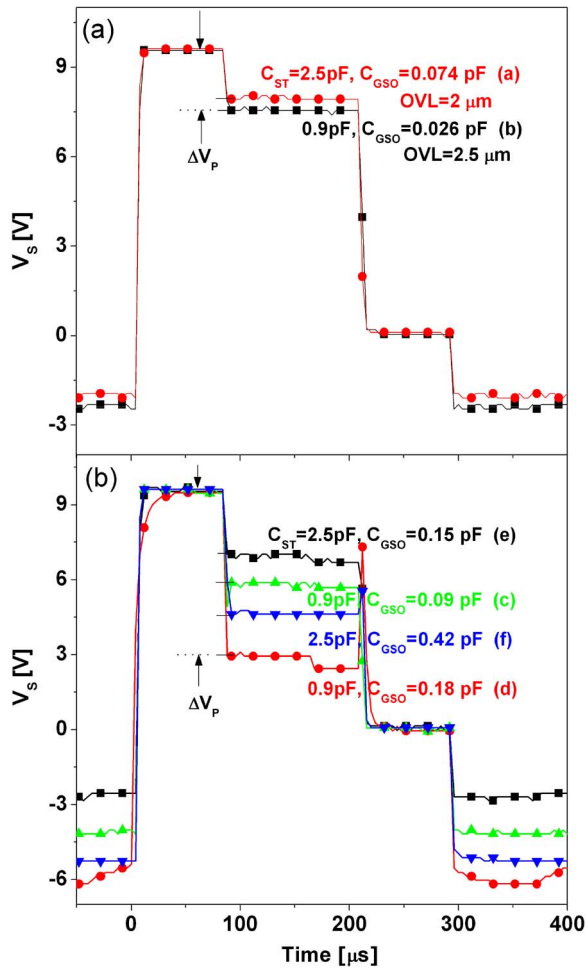 (a)
C_ST=2.5pF, C_GSO=0.074 pF (a)
OVL=2 μm
0.9pF, C_GSO=0.026 pF (b)
OVL=2.5 μm
ΔV_P
V_S [V]
9
6
3
0
-3
(b)
C_ST=2.5pF, C_GSO=0.15 pF (e)
0.9pF, C_GSO=0.09 pF (c)
2.5pF, C_GSO=0.42 pF (f)
0.9pF, C_GSO=0.18 pF (d)
ΔV_P
V_S [V]
9
6
3
0
-3
-6
0 100 200 300 400
Time [μs]